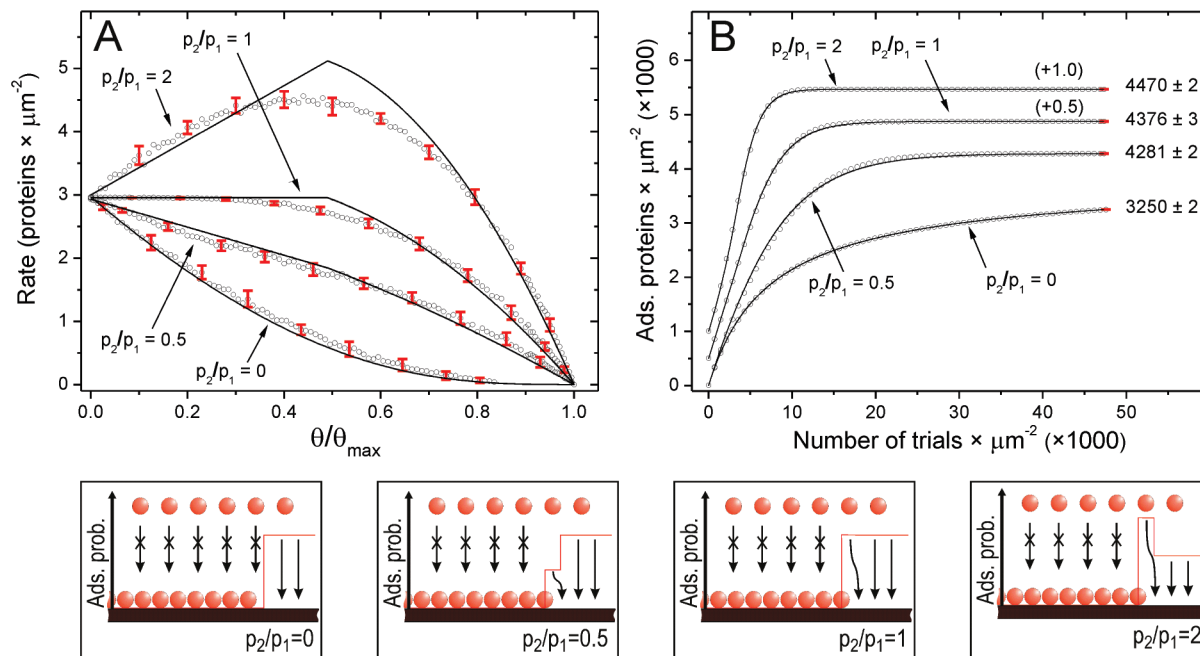 A
p₂/p₁ = 1
p₂/p₁ = 2
p₂/p₁ = 0.5
p₂/p₁ = 0
Rate (proteins × μm⁻²)
5
4
3
2
1
0
0.0
0.2
0.4
0.6
0.8
1.0
θ/θmax
B
p₂/p₁ = 2
p₂/p₁ = 1
(+1.0)
4470 ± 2
(+0.5)
4376 ± 3
4281 ± 2
3250 ± 2
p₂/p₁ = 0.5
p₂/p₁ = 0
Ads. proteins × μm⁻² (×1000)
6
5
4
3
2
1
0
0
10
20
30
40
50
Number of trials × μm⁻² (×1000)
Ads. prob.
p₂/p₁=0
Ads. prob.
p₂/p₁=0.5
Ads. prob.
p₂/p₁=1
Ads. prob.
p₂/p₁=2